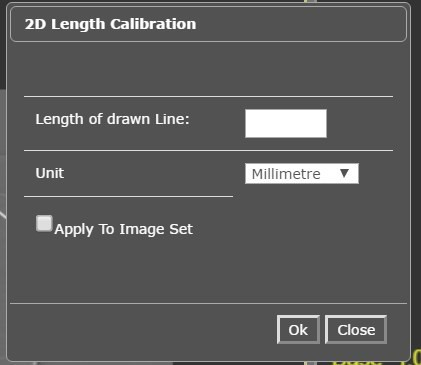 2D Length Calibration
Length of drawn Line:
Unit
Millimetre
Apply To Image Set
Ok
Close